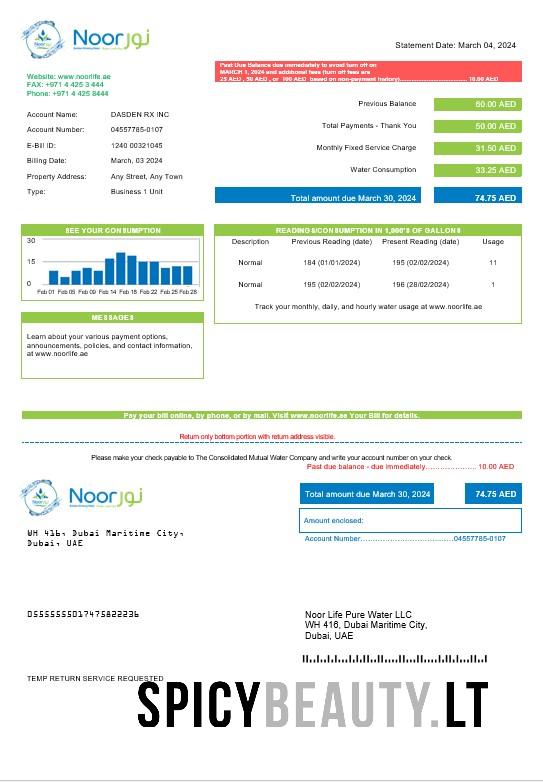 Noor نور
Statement Date: March 04, 2024
Past Due Balance due immediately to avoid turn off on
MARCH 1, 2024 and additional fees (turn off fees are
25 AED , 50 AED , or 100 AED based on non-payment history)........................................ 10.00 AED
Website: www.noorlife.ae
FAX: +971 4 425 3 444
Phone: +971 4 425 8444
Account Name: DASDEN RX INC
Account Number: 04557785-0107
E-Bill ID: 1240 00321045
Billing Date: March, 03 2024
Property Address: Any Street, Any Town
Type: Business 1 Unit
Previous Balance 60.00 AED
Total Payments - Thank You 50.00 AED
Monthly Fixed Service Charge 31.50 AED
Water Consumption 33.25 AED
Total amount due March 30, 2024 74.75 AED
SEE YOUR CONSUMPTION
30
15
0
Feb 01 Feb 05 Feb 09 Feb 14 Feb 18 Feb 22 Feb 25 Feb 28
READINGS/CONSUMPTION IN 1,000'S OF GALLONS
Description Previous Reading (date) Present Reading (date) Usage
Normal 184 (01/01/2024) 195 (02/02/2024) 11
Normal 195 (02/02/2024) 196 (28/02/2024) 1
Track your monthly, daily, and hourly water usage at www.noorlife.ae
MESSAGES
Learn about your various payment options,
announcements, policies, and contact information,
at www.noorlife.ae
Pay your bill online, by phone, or by mail. Visit www.noorlife.ae Your Bill for details.
Return only bottom portion with return address visible.
Please make your check payable to The Consolidated Mutual Water Company and write your account number on your check.
Past due balance - due immediately...................... 10.00 AED
Noor نور
Total amount due March 30, 2024 74.75 AED
Amount enclosed:
Account Number.......................................04557785-0107
WH 416, Dubai Maritime City,
Dubai, UAE
Noor Life Pure Water LLC
WH 416, Dubai Maritime City,
Dubai, UAE
TEMP RETURN SERVICE REQUESTED
SPICYBEAUTY.LT